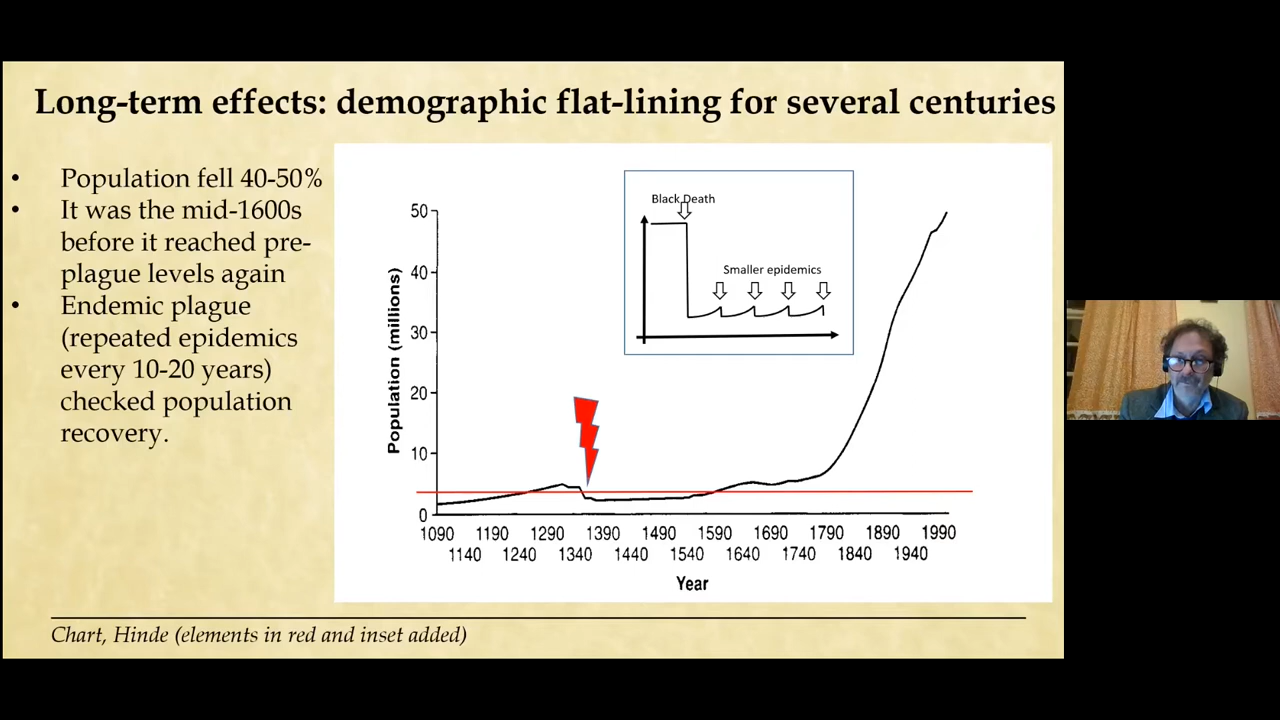 Long-term effects: demographic flat-lining for several centuries
• Population fell 40-50%
• It was the mid-1600s
before it reached pre-
plague levels again
• Endemic plague
(repeated epidemics
every 10-20 years)
checked population
recovery.
Black Death
Smaller epidemics
Population (millions)
50
40
30
20
10
0
1090 1190 1290 1390 1490 1590 1690 1790 1890 1990
1140 1240 1340 1440 1540 1640 1740 1840 1940
Year
Chart, Hinde (elements in red and inset added)